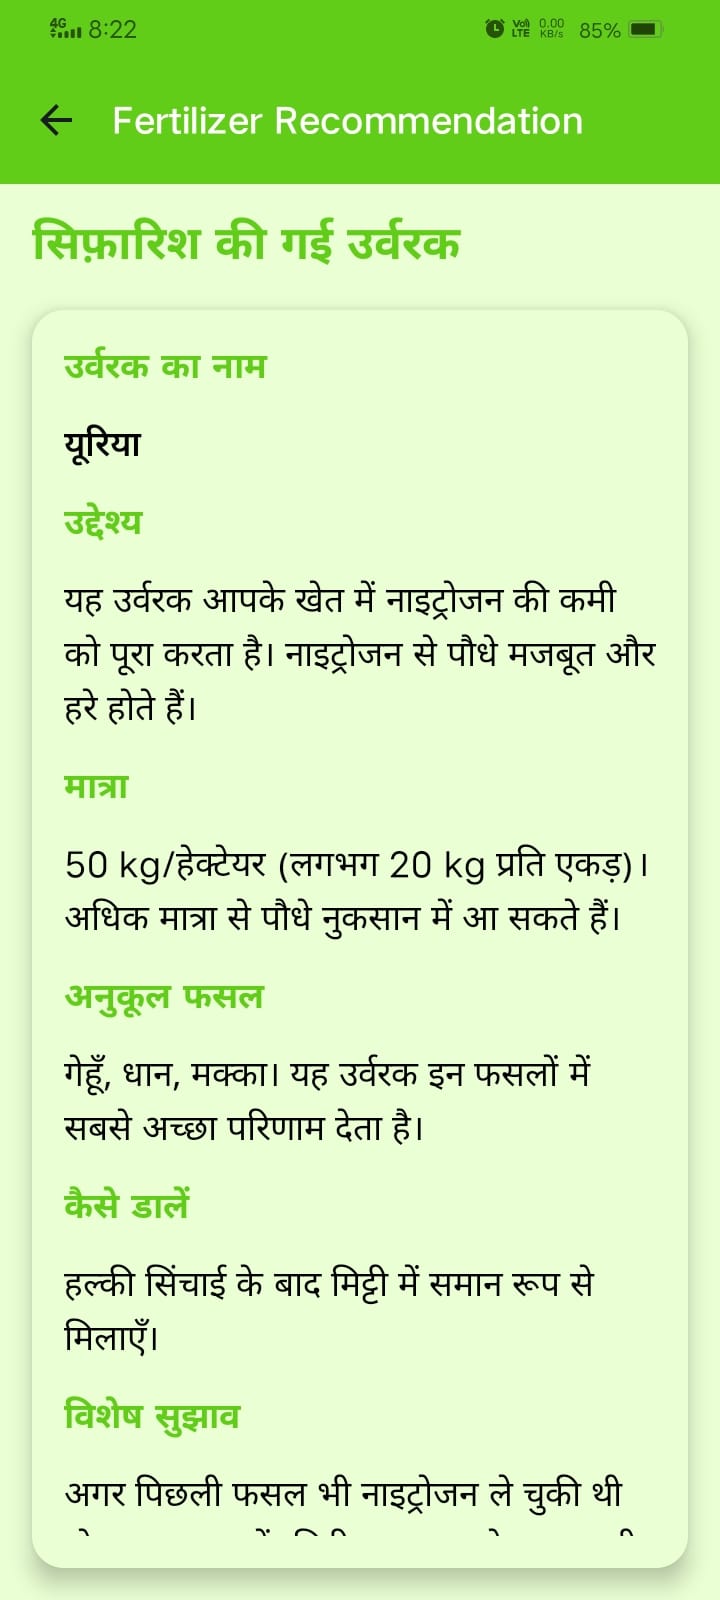 4G 8:22 Vo) LTE 0.00 KB/s 85%
Fertilizer Recommendation
सिफ़ारिश की गई उर्वरक
उर्वरक का नाम
यूरिया
उद्देश्य
यह उर्वरक आपके खेत में नाइट्रोजन की कमी
को पूरा करता है। नाइट्रोजन से पौधे मजबूत और
हरे होते हैं।
मात्रा
50 kg/हेक्टेयर (लगभग 20 kg प्रति एकड़)।
अधिक मात्रा से पौधे नुकसान में आ सकते हैं।
अनुकूल फसल
गेहूँ, धान, मक्का। यह उर्वरक इन फसलों में
सबसे अच्छा परिणाम देता है।
कैसे डालें
हल्की सिंचाई के बाद मिट्टी में समान रूप से
मिलाएँ।
विशेष सुझाव
अगर पिछली फसल भी नाइट्रोजन ले चुकी थी